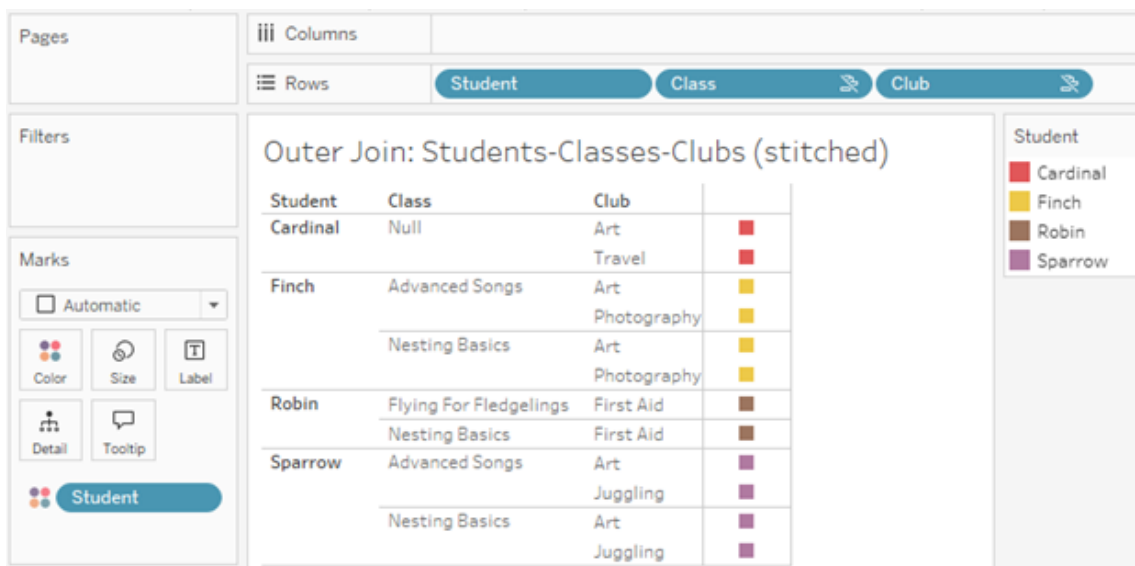 Pages
Columns
Rows Student Class Club
Filters
Outer Join: Students-Classes-Clubs (stitched)
Student Class Club
Cardinal Null Art
Travel
Finch Advanced Songs Art
Photography
Nesting Basics Art
Photography
Robin Flying For Fledgelings First Aid
Nesting Basics First Aid
Sparrow Advanced Songs Art
Juggling
Nesting Basics Art
Juggling
Marks
Automatic
Color Size Label
T
Detail Tooltip
Student
Student
Cardinal
Finch
Robin
Sparrow